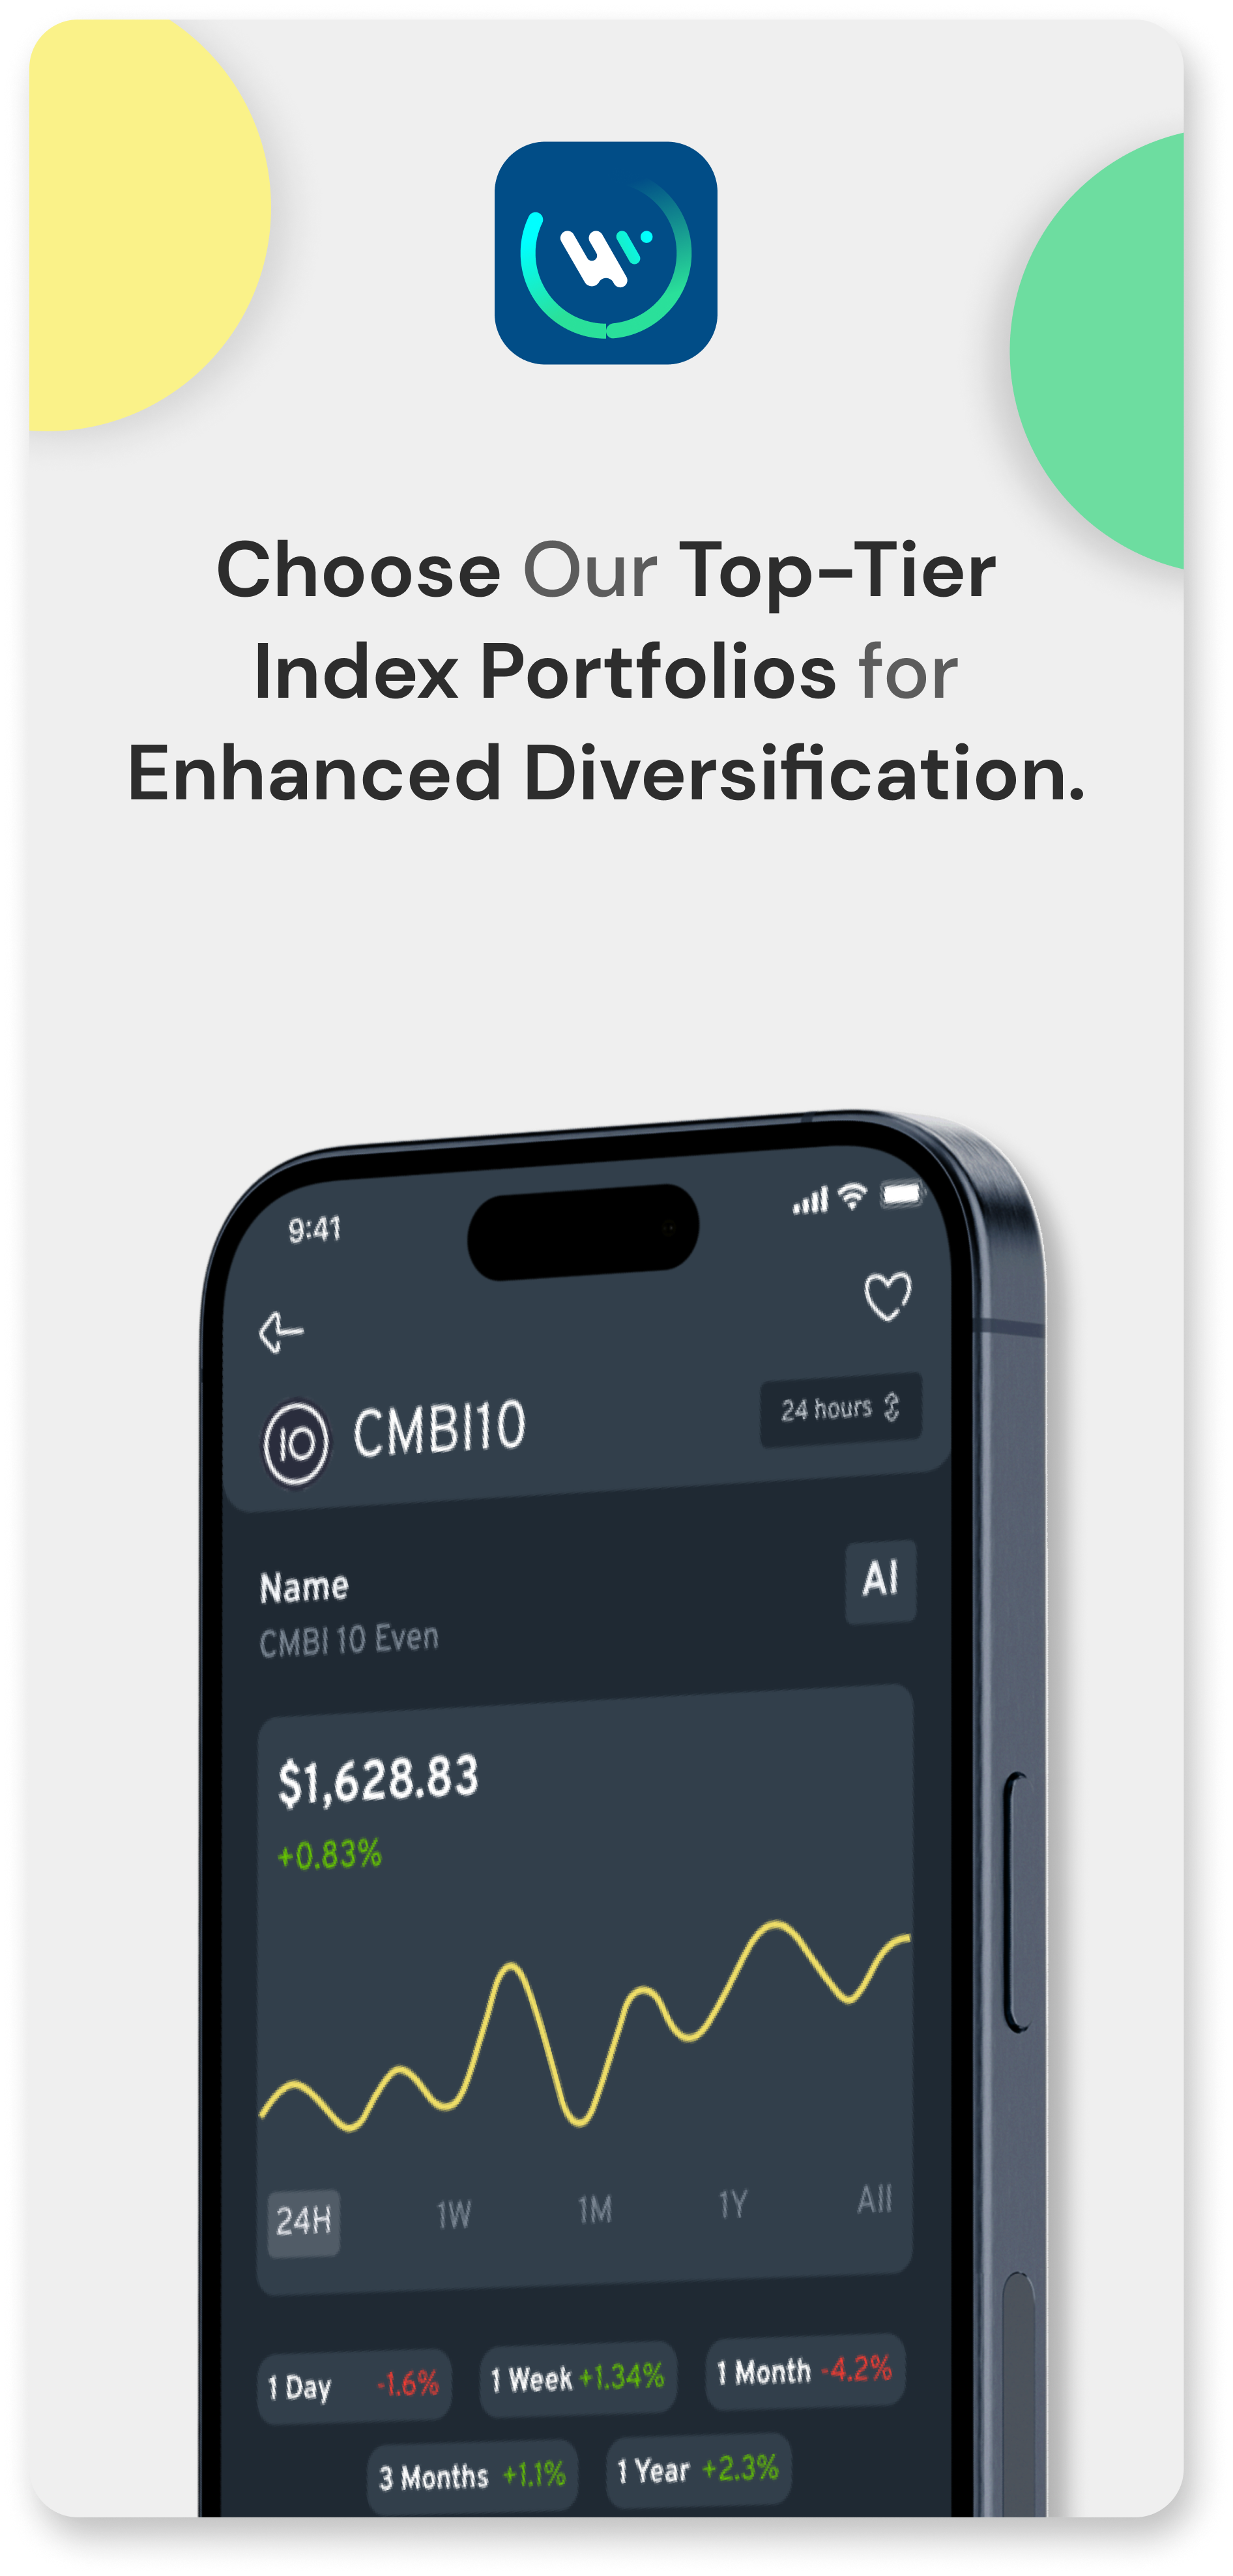 Choose Our Top-Tier
Index Portfolios for
Enhanced Diversification.
9:41
10 CMBI10
24 hours
Name
AI
CMBI 10 Even
$1,628.83
+0.83%
24H 1W 1M 1Y All
1 Day -1.6% 1 Week +1.34% 1 Month -4.2%
3 Months +1.1% 1 Year +2.3%